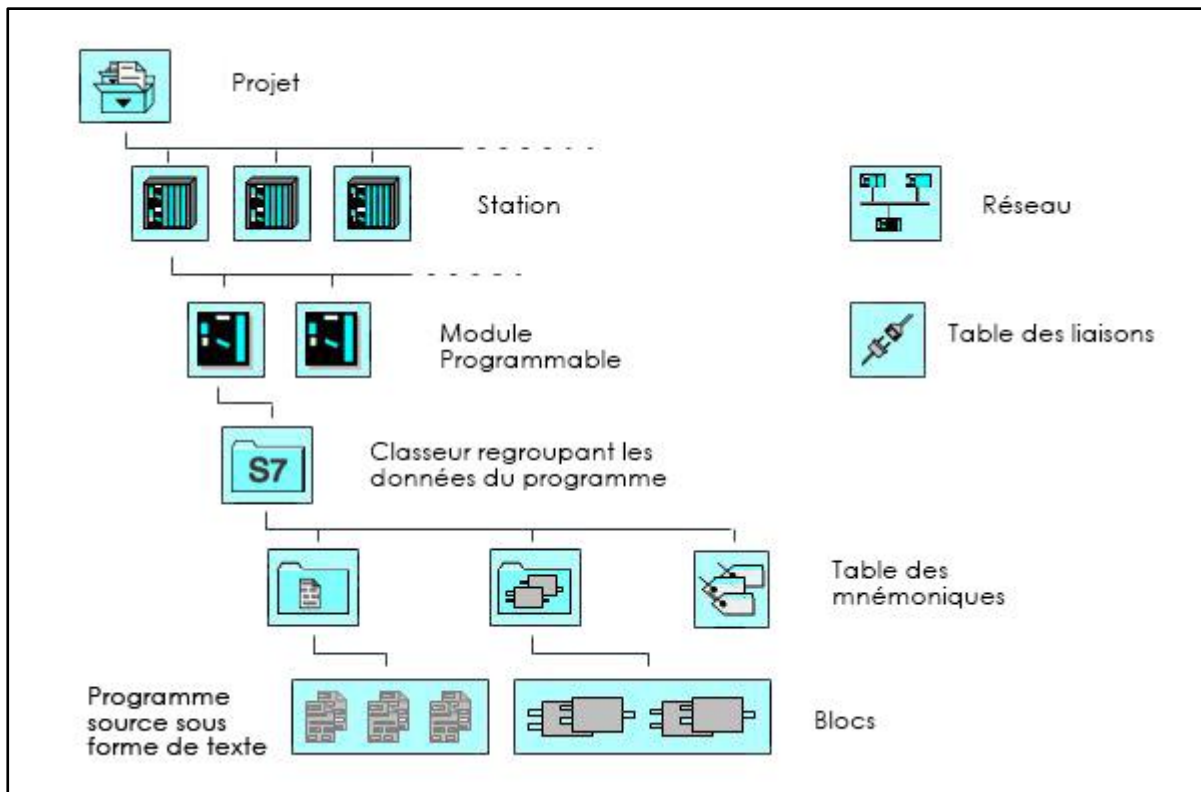 Projet
Station
Réseau
Module
Programmable
Table des liaisons
Classeur regroupant les
données du programme
S7
Table des
mnémoniques
Programme
source sous
forme de texte
Blocs